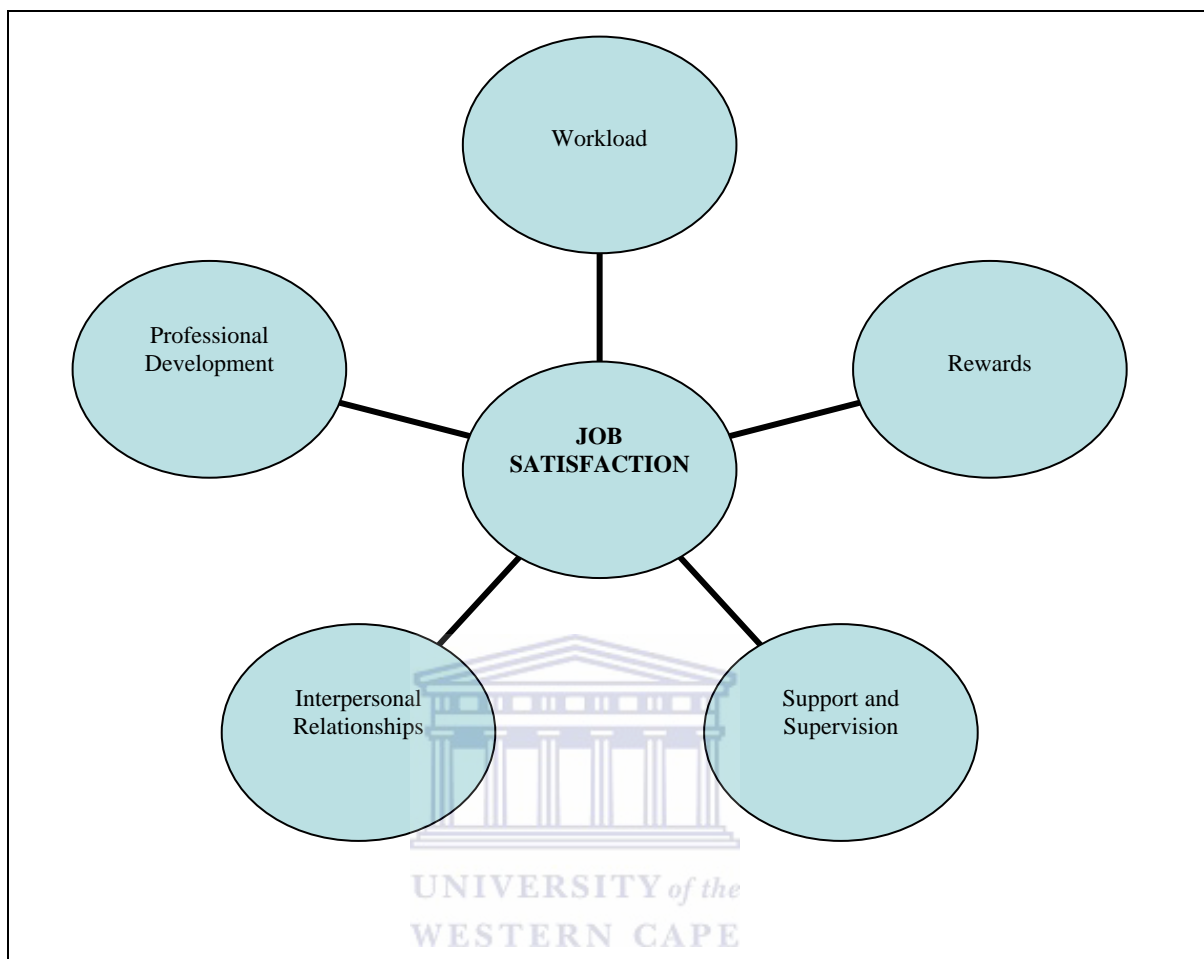 Workload
Professional
Development
Rewards
JOB
SATISFACTION
Interpersonal
Relationships
Support and
Supervision
UNIVERSITY of the
WESTERN CAPE